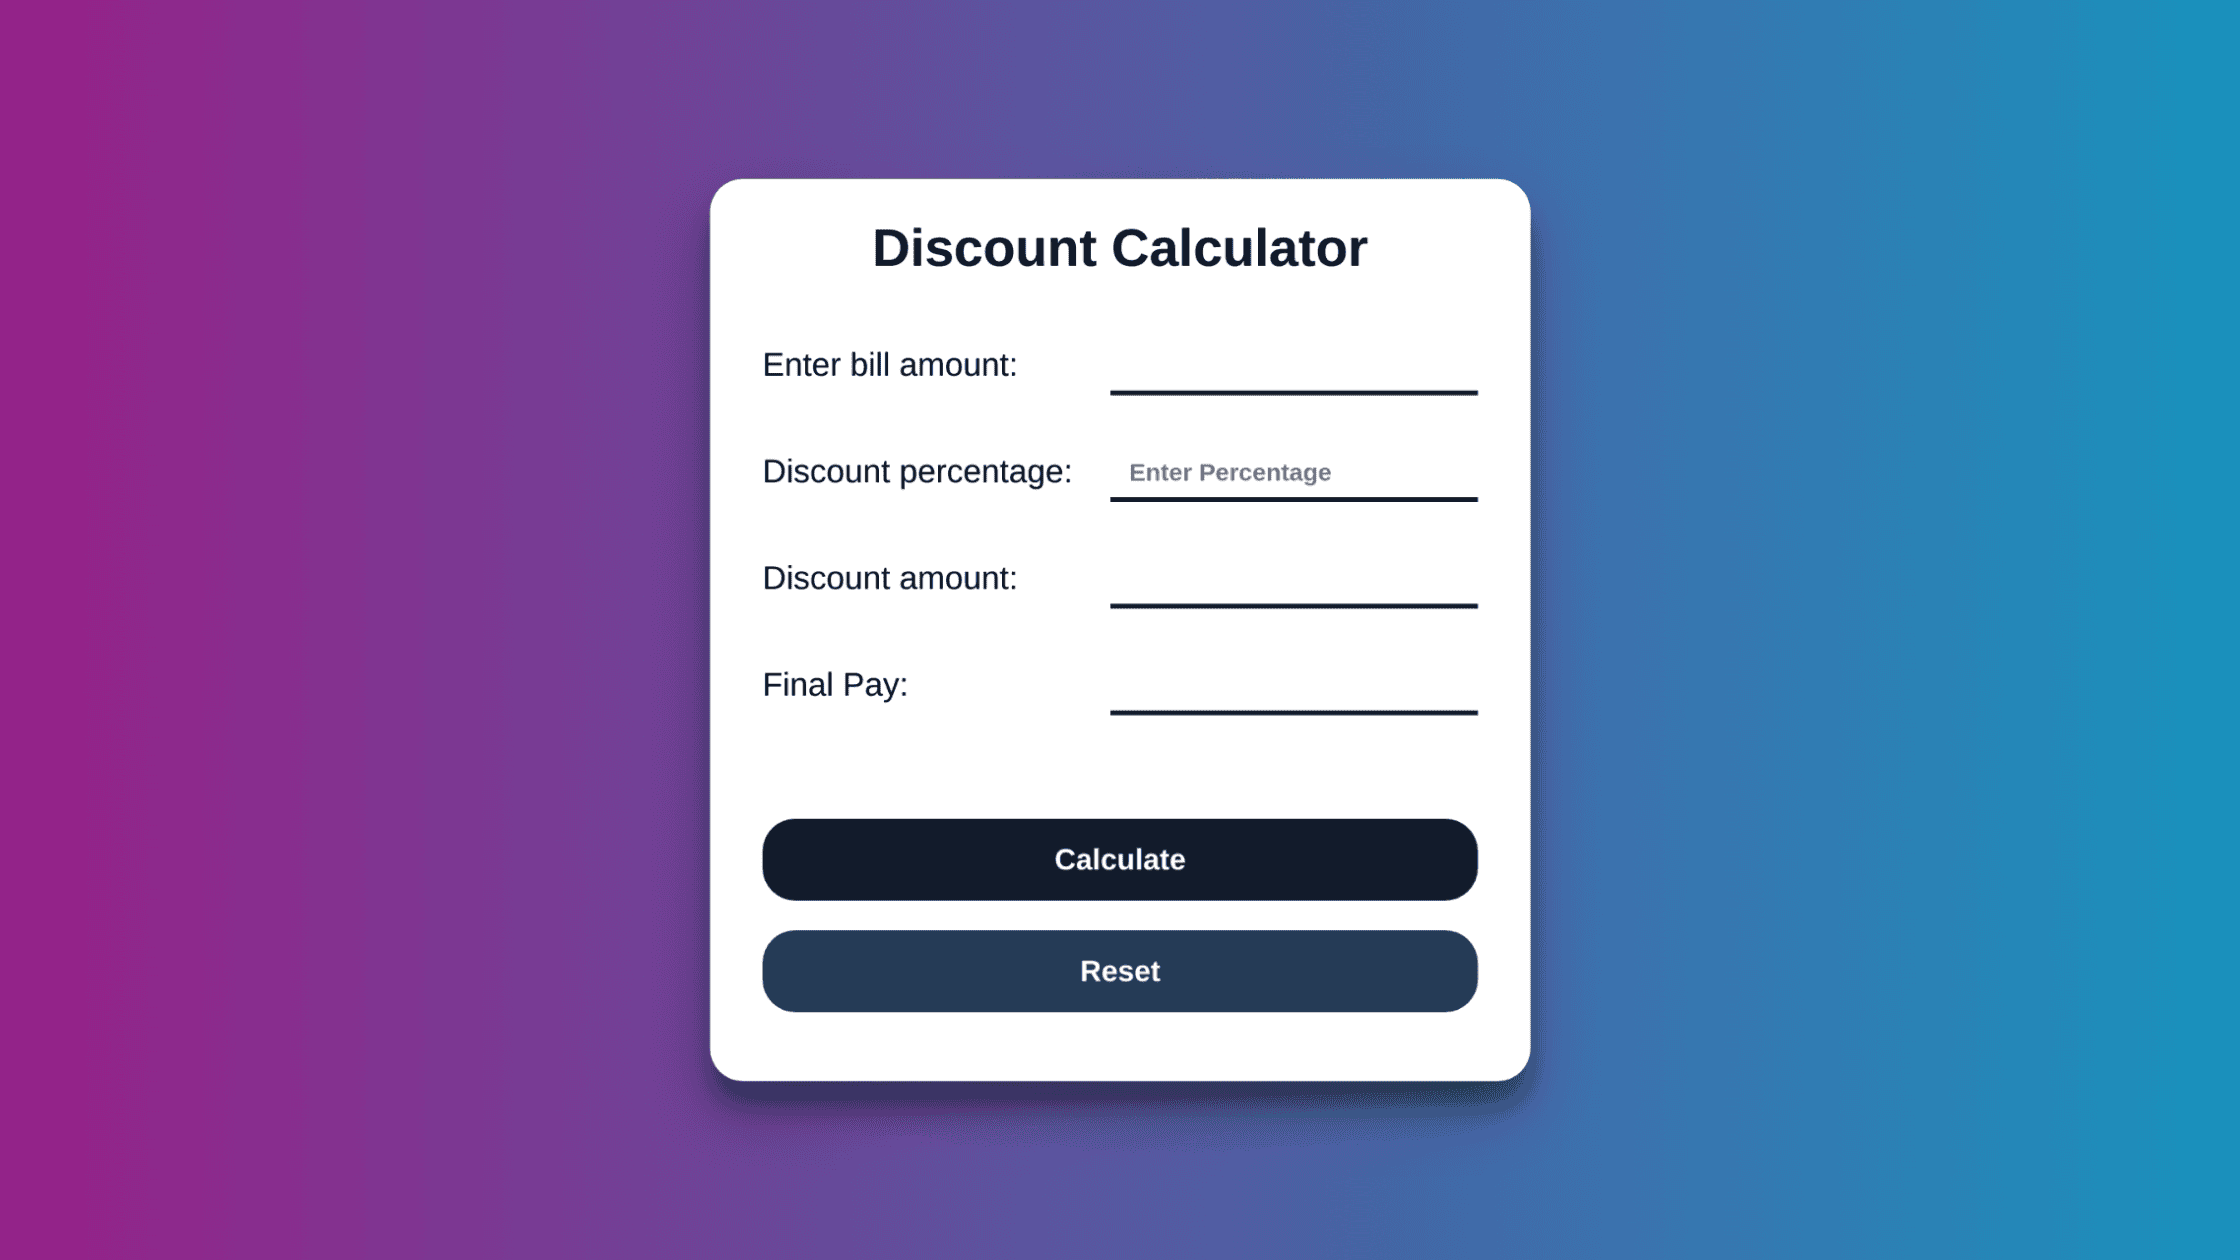 Discount Calculator
Enter bill amount:
Discount percentage: Enter Percentage
Discount amount:
Final Pay:
Calculate
Reset